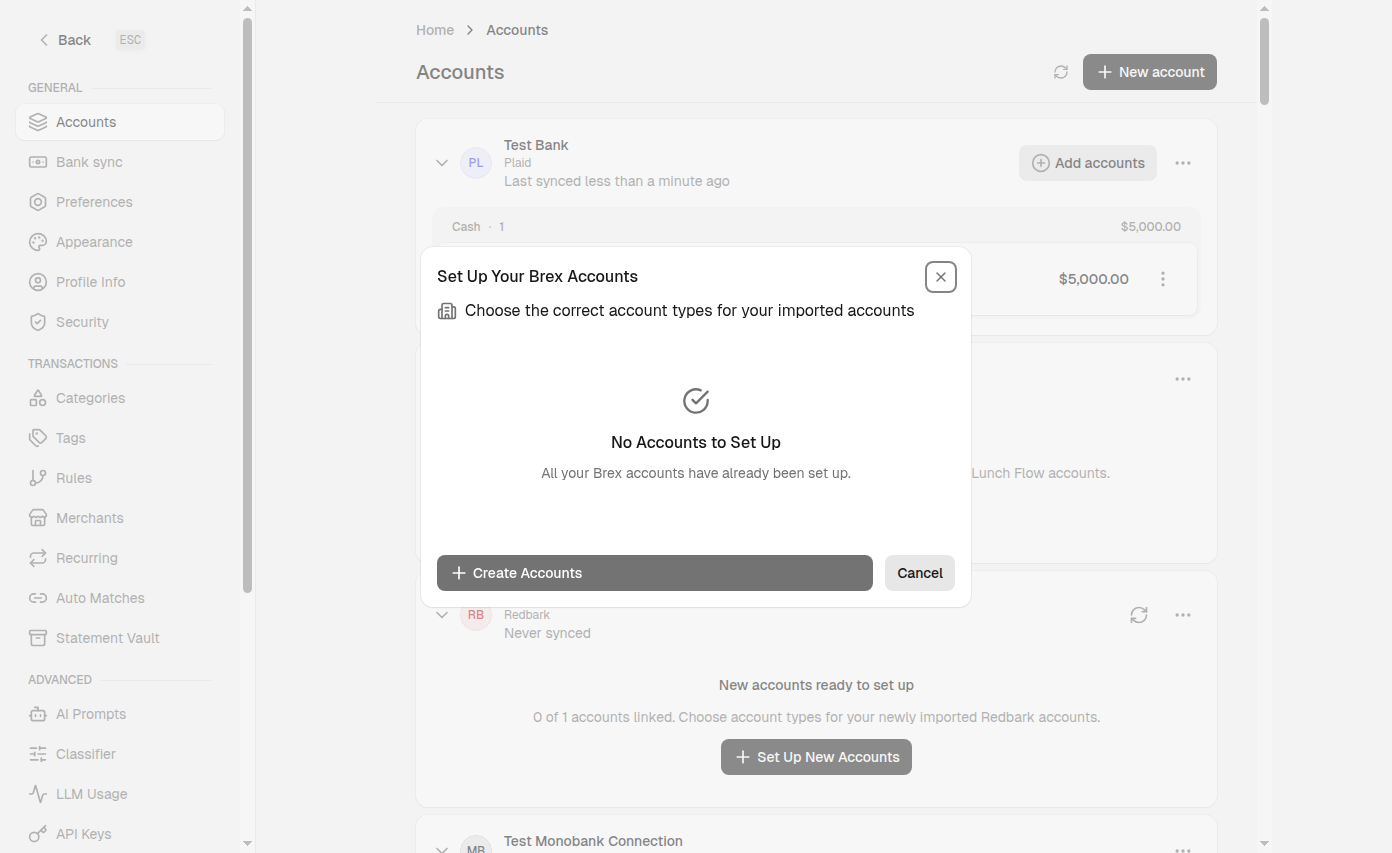 Back ESC
GENERAL
Accounts
Bank sync
Preferences
Appearance
Profile Info
Security
TRANSACTIONS
Categories
Tags
Rules
Merchants
Recurring
Auto Matches
Statement Vault
ADVANCED
AI Prompts
Classifier
LLM Usage
API Keys
Home > Accounts
Accounts
New account
PL
Test Bank
Plaid
Last synced less than a minute ago
Add accounts
Cash · 1 $5,000.00
$5,000.00
Set Up Your Brex Accounts
Choose the correct account types for your imported accounts
No Accounts to Set Up
All your Brex accounts have already been set up.
Create Accounts
Cancel
Lunch Flow accounts.
RB
Redbark
Never synced
New accounts ready to set up
0 of 1 accounts linked. Choose account types for your newly imported Redbark accounts.
Set Up New Accounts
MB
Test Monobank Connection